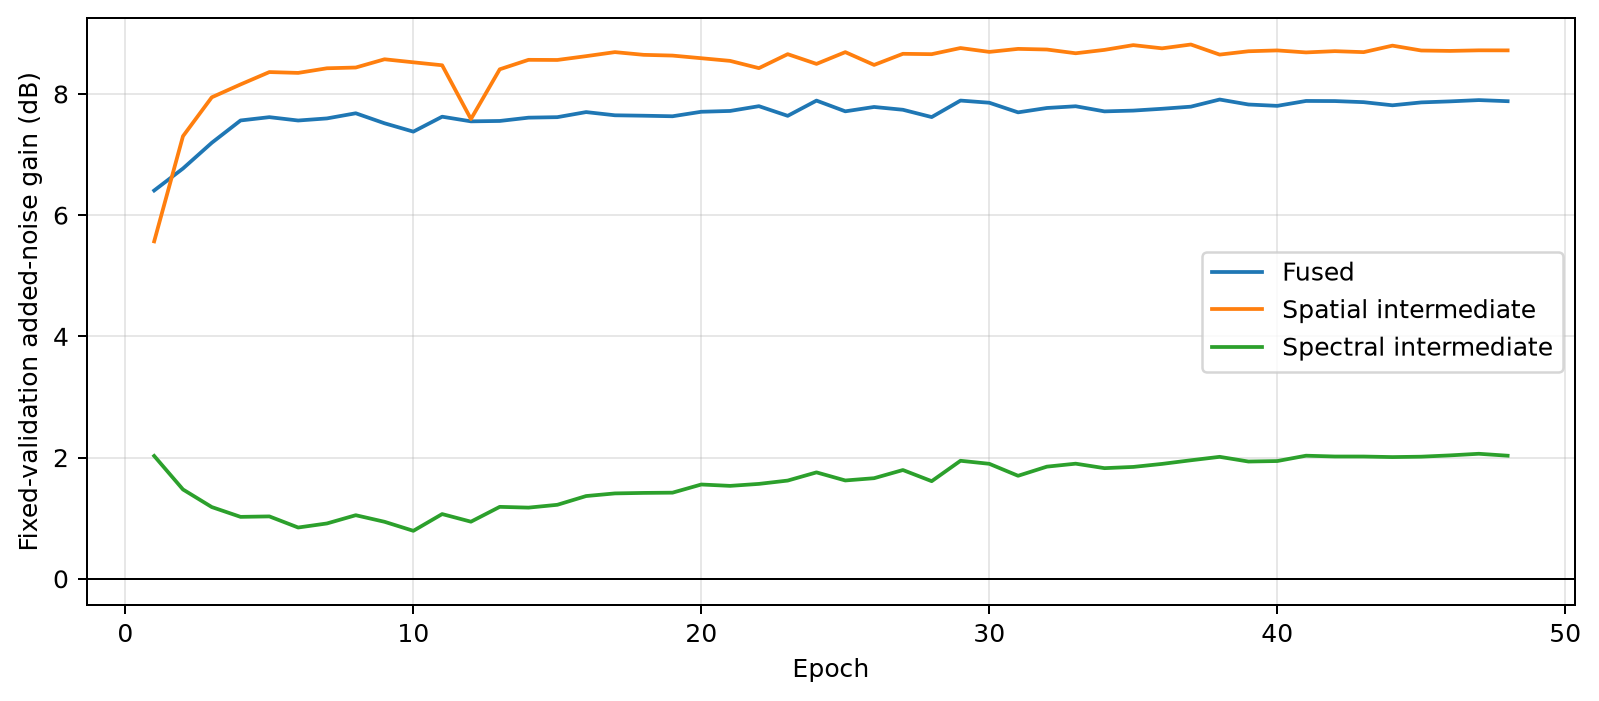 Fixed-validation added-noise gain (dB)
8
6
4
2
0
0 10 20 30 40 50
Epoch
Fused
Spatial intermediate
Spectral intermediate